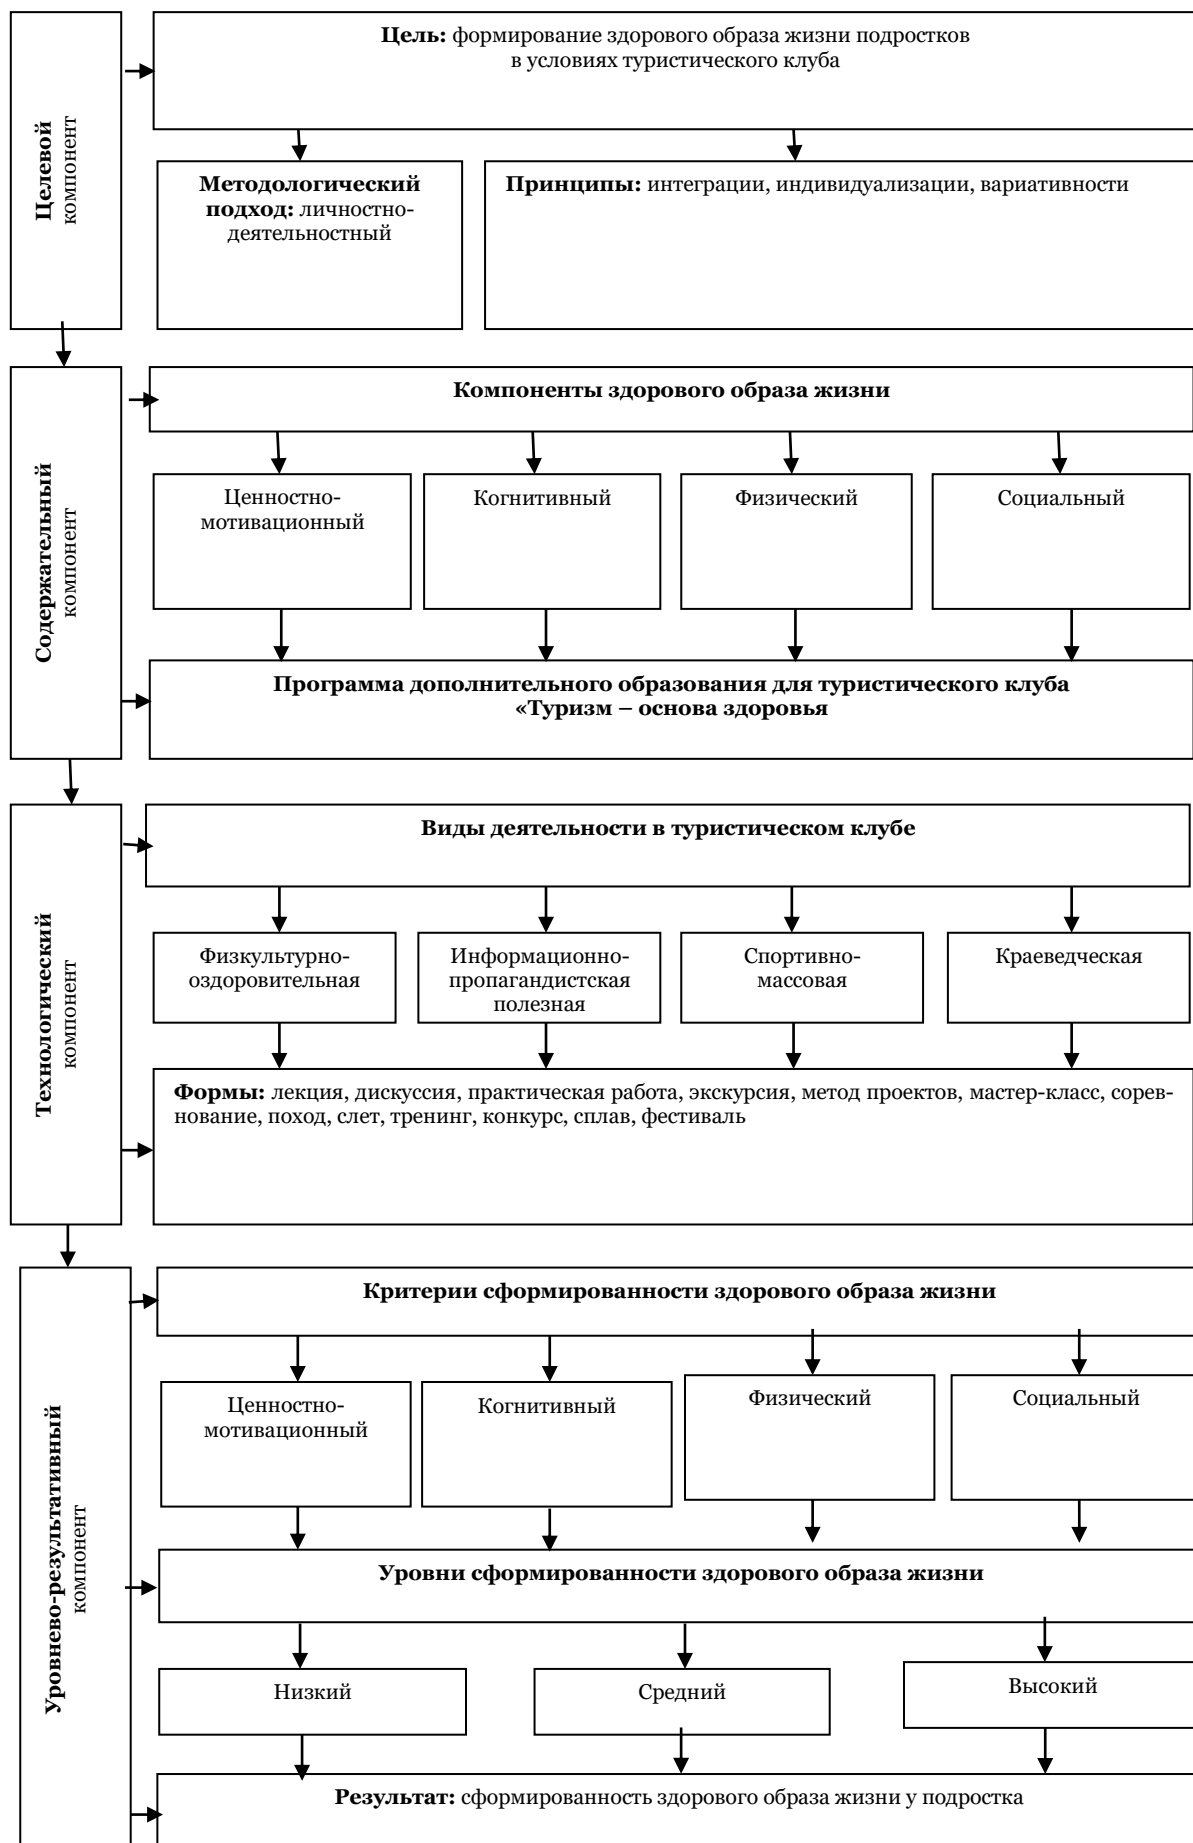 Целевой
компонент
Цель: формирование здорового образа жизни подростков
в условиях туристического клуба
Методологический
подход: личностно-
деятельностный
Принципы: интеграции, индивидуализации, вариативности
Содержательный
компонент
Компоненты здорового образа жизни
Ценностно-
мотивационный
Когнитивный
Физический
Социальный
Программа дополнительного образования для туристического клуба
«Туризм – основа здоровья
Технологический
компонент
Виды деятельности в туристическом клубе
Физкультурно-
оздоровительная
Информационно-
пропагандистская
полезная
Спортивно-
массовая
Краеведческая
Формы: лекция, дискуссия, практическая работа, экскурсия, метод проектов, мастер-класс, сорев-
нование, поход, слет, тренинг, конкурс, сплав, фестиваль
Уровнево-результативный
компонент
Критерии сформированности здорового образа жизни
Ценностно-
мотивационный
Когнитивный
Физический
Социальный
Уровни сформированности здорового образа жизни
Низкий
Средний
Высокий
Результат: сформированность здорового образа жизни у подростка